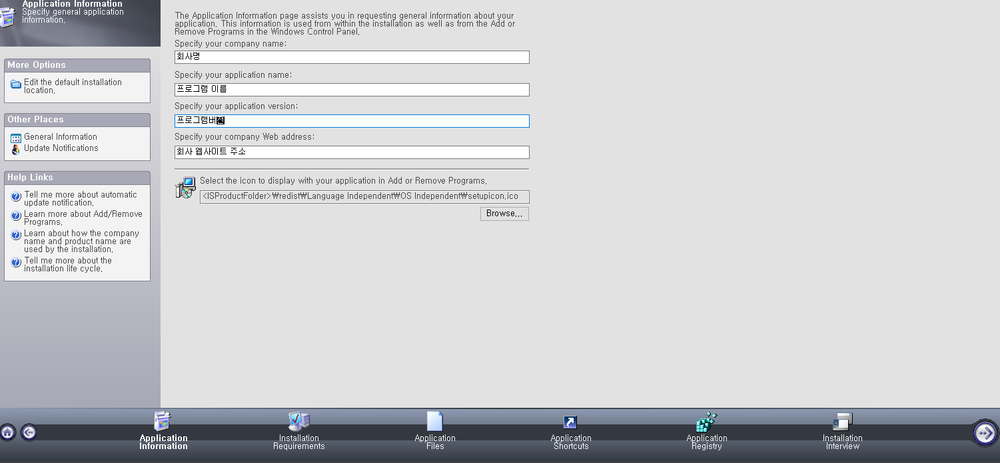 Application Information
Specify general application
information.
More Options
Edit the default installation
location.
Other Places
General Information
Update Notifications
Help Links
Tell me more about automatic
update notification.
Learn more about Add/Remove
Programs.
Learn about how the company
name and product name are
used by the installation.
Tell me more about the
installation life cycle.
The Application Information page assists you in requesting general information about your
application. This information is used from within the installation as well as from the Add or
Remove Programs in the Windows Control Panel.
Specify your company name:
회사명
Specify your application name:
프로그램 이름
Specify your application version:
프로그램버젼
Specify your company Web address:
회사 웹사이트 주소
Select the icon to display with your application in Add or Remove Programs.
<ISProductFolder>₩redist₩Language Independent₩OS Independent₩setupicon.ico
Browse...
Application
Information
Installation
Requirements
Application
Files
Application
Shortcuts
Application
Registry
Installation
Interview